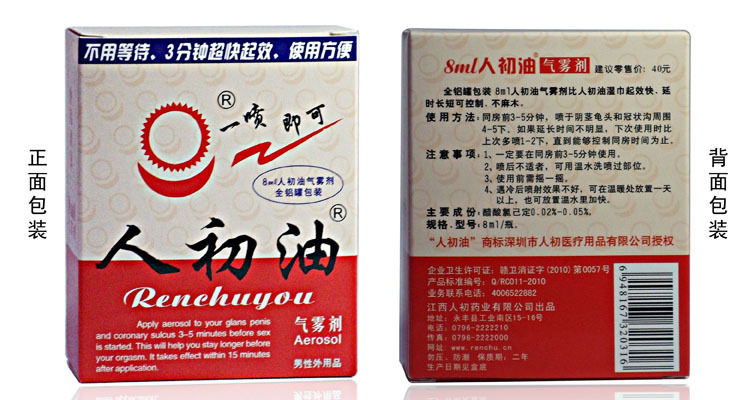 正面包装
不用等待，3分钟超快起效，使用方便
®
一喷即可
8ml人初油气雾剂
全铝罐包装
人初油®
Renchuyou
Apply aerosol to your glans penis
and coronary sulcus 3-5 minutes before sex
is started. This will help you stay longer before
your orgasm. It takes effect within 15 minutes
after application.
气雾剂
Aerosol
男性外用品
8ml人初油®气雾剂 建议零售价：40元
全铝罐包装 8ml人初油气雾剂比人初油湿巾起效快、延
时长短可控制，不麻木。
使用方法：同房前3-5分钟，喷于阴茎龟头和冠状沟周围
4-5下，如果延长时间不明显，下次使用时比
上次多喷1-2下，直到能够控制同房时间为止。
注意事项：1、一定要在同房前3-5分钟使用。
2、喷后不适者，可用温水洗喷过部位。
3、使用前需摇一摇。
4、遇冷后喷射效果不好，可在温暖处放置一天
以上，也可放置温水里加快。
主要成份：醋酸氯己定0.02%-0.05%。
规格.型号：8ml/瓶。
“人初油”商标深圳市人初医疗用品有限公司授权
企业卫生许可证：赣卫消证字(2010)第0057号
产品标准编号：Q/RC011-2010
业务联系电话：4006522882
江西人初药业有限公司出品
地址：永丰县工业南区15-16号
电话：0796-2222210
传真：0796-2222000
网址：www.renchu.cn
勿压、防潮 保质期：二年
生产日期见盒底
6948167320316
背面包装